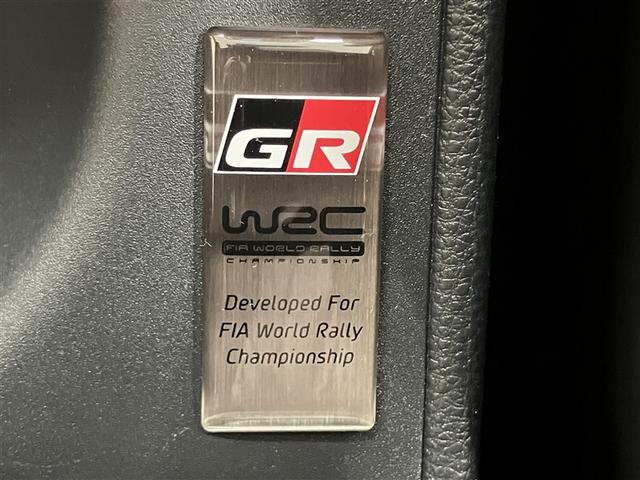 GR
WRC
FIA WORLD RALLY
CHAMPIONSHIP
Developed For
FIA World Rally
Championship